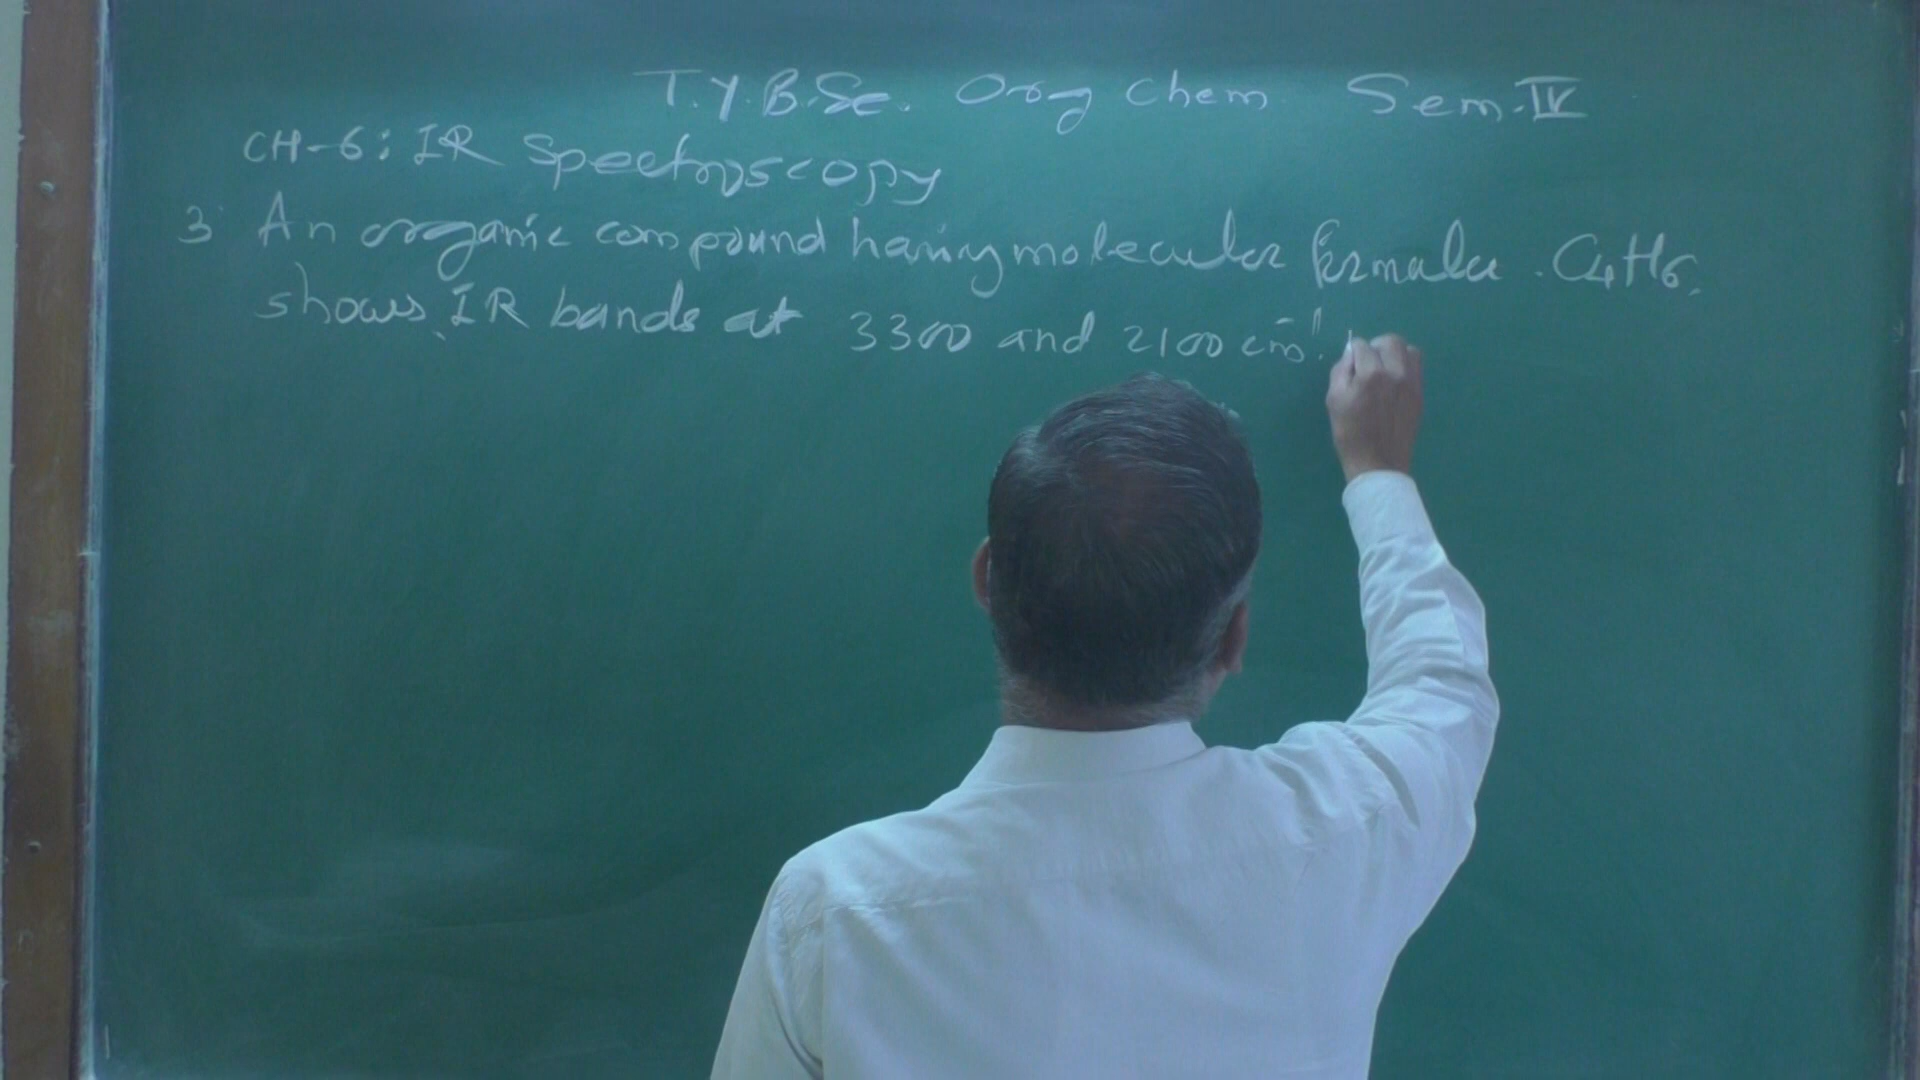 T.Y.B.Sc. Org Chem Sem. IV
CH-6: IR Spectroscopy
3 An organic compound having molecular formula C4H6,
shows IR bands at 3300 and 2100 cm⁻¹.